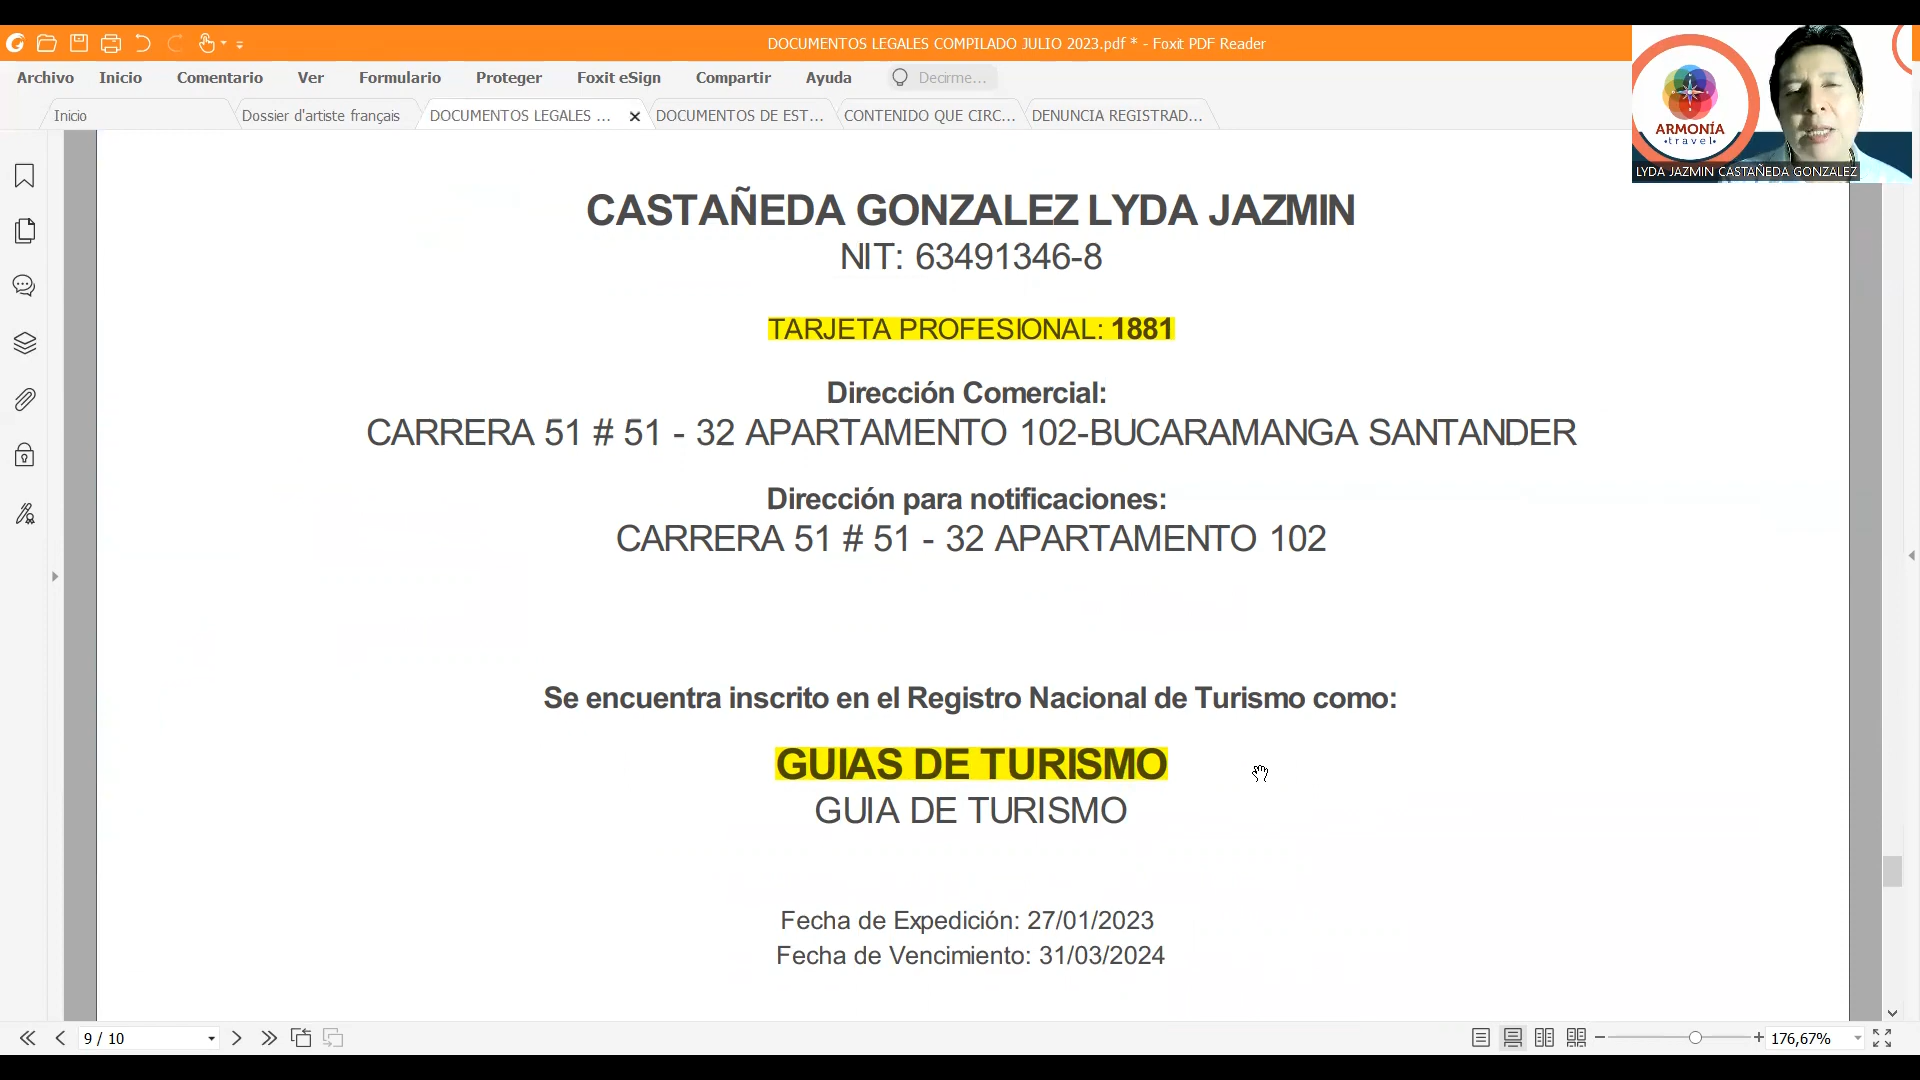 DOCUMENTOS LEGALES COMPILADO JULIO 2023.pdf * - Foxit PDF Reader
Archivo Inicio Comentario Ver Formulario Proteger Foxit eSign Compartir Ayuda Decirme...
Inicio Dossier d'artiste français DOCUMENTOS LEGALES ... DOCUMENTOS DE EST... CONTENIDO QUE CIRC... DENUNCIA REGISTRAD...
ARMONÍA
•travel•
LYDA JAZMIN CASTAÑEDA GONZALEZ
CASTAÑEDA GONZALEZ LYDA JAZMIN
NIT: 63491346-8
TARJETA PROFESIONAL: 1881
Dirección Comercial:
CARRERA 51 # 51 - 32 APARTAMENTO 102-BUCARAMANGA SANTANDER
Dirección para notificaciones:
CARRERA 51 # 51 - 32 APARTAMENTO 102
Se encuentra inscrito en el Registro Nacional de Turismo como:
GUIAS DE TURISMO
GUIA DE TURISMO
Fecha de Expedición: 27/01/2023
Fecha de Vencimiento: 31/03/2024
9 / 10
176,67%